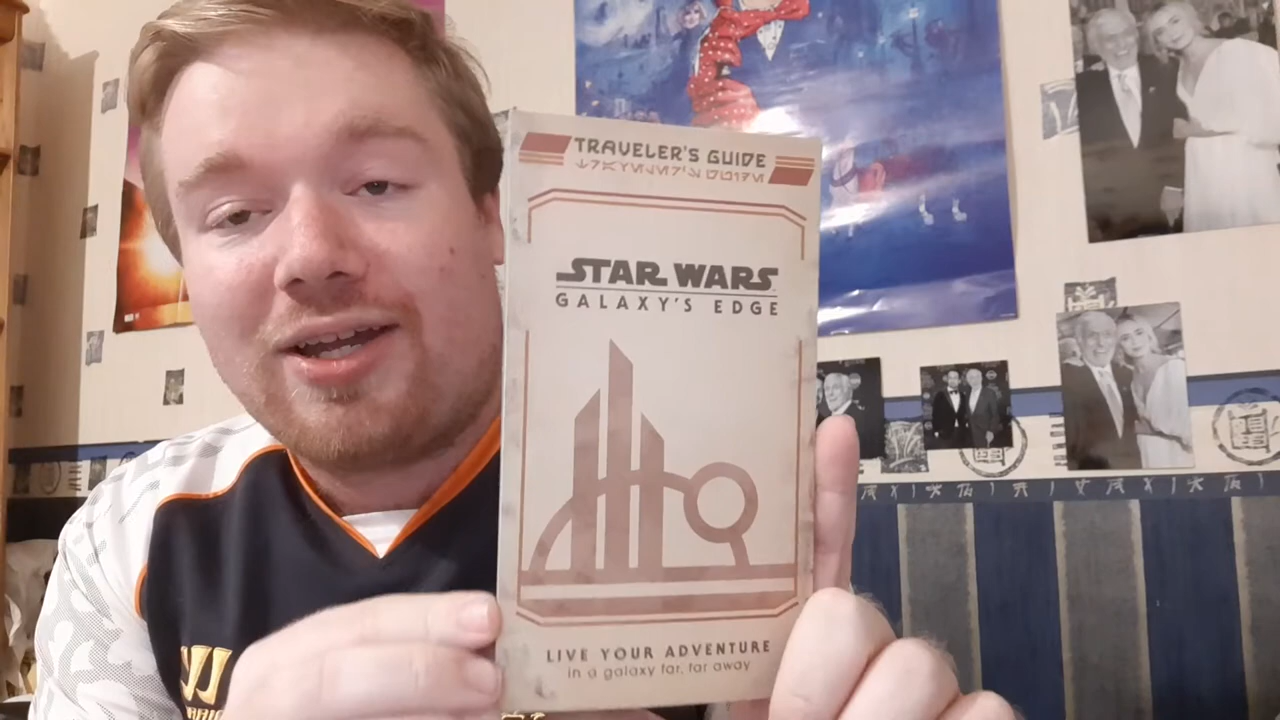 TRAVELER'S GUIDE
STAR WARS
GALAXY'S EDGE
LIVE YOUR ADVENTURE
in a galaxy far, far away